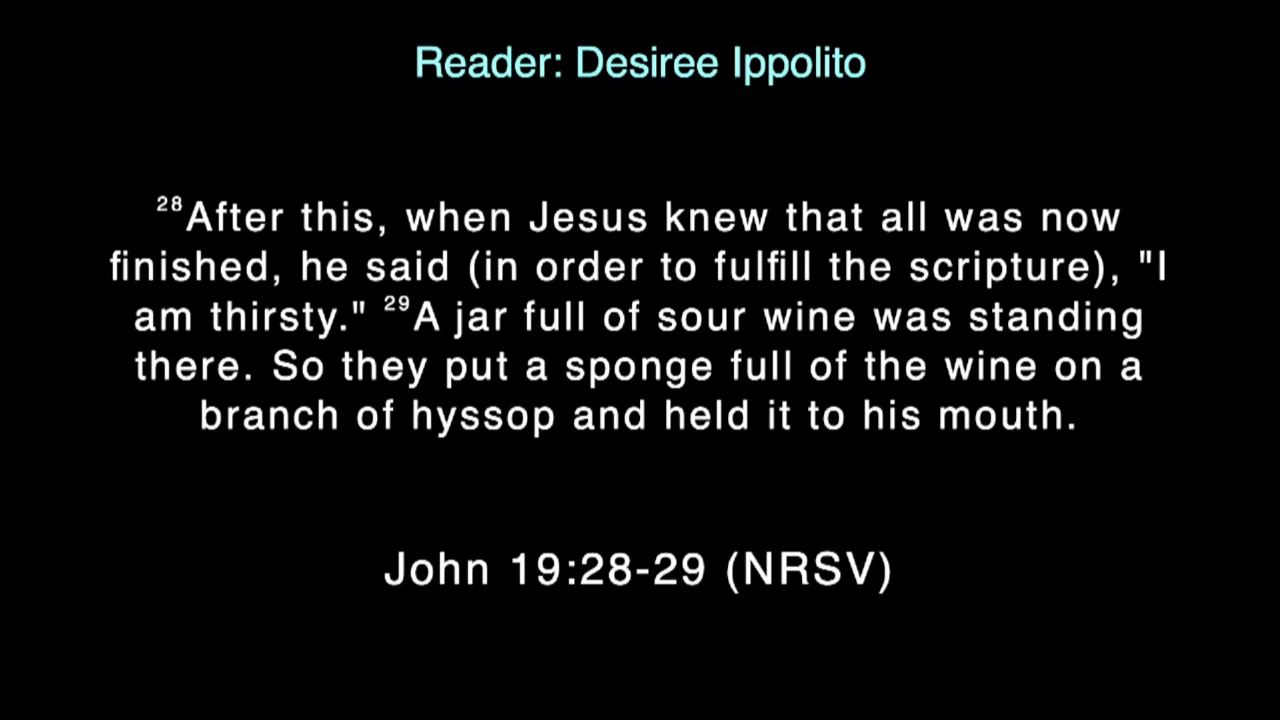 Reader: Desiree Ippolito
²⁸After this, when Jesus knew that all was now
finished, he said (in order to fulfill the scripture), "I
am thirsty." ²⁹A jar full of sour wine was standing
there. So they put a sponge full of the wine on a
branch of hyssop and held it to his mouth.
John 19:28-29 (NRSV)